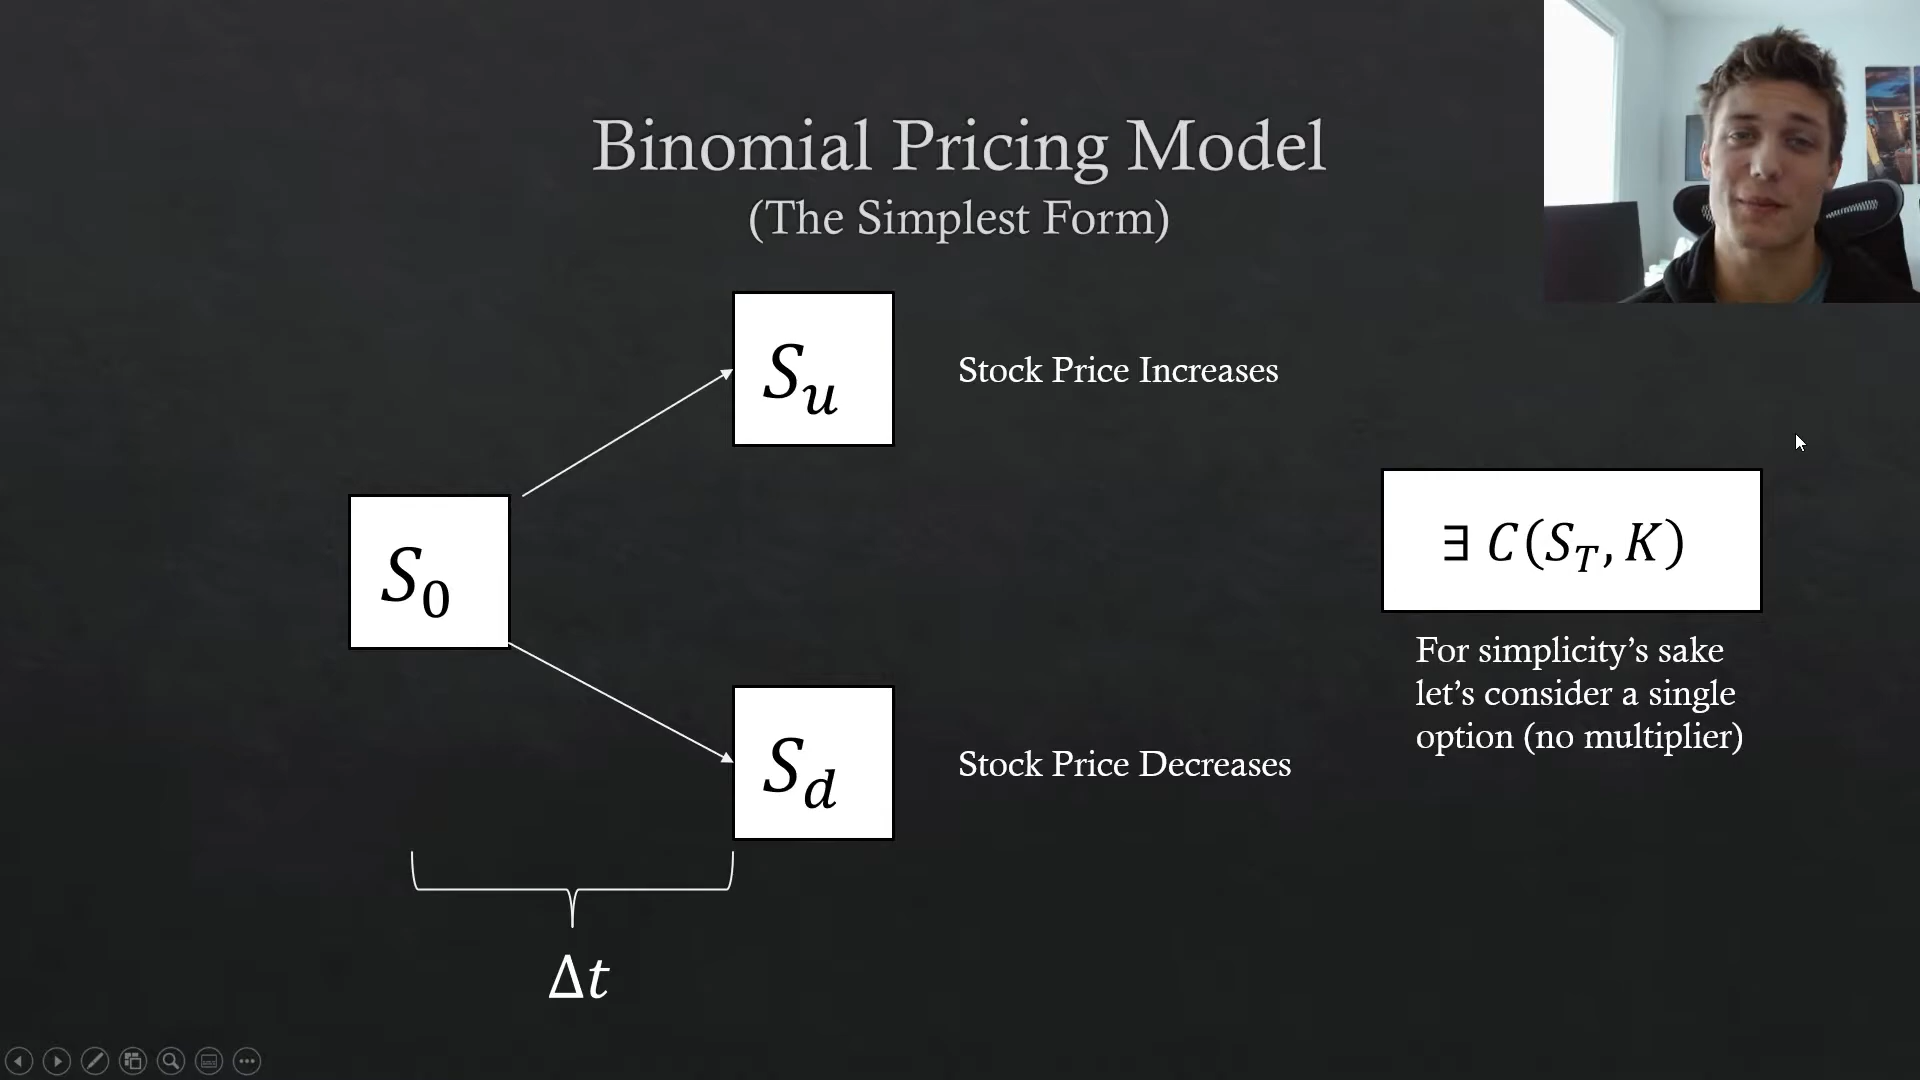 Binomial Pricing Model
(The Simplest Form)
S_u
Stock Price Increases
S_0
∃ C(S_T, K)
For simplicity’s sake
let’s consider a single
option (no multiplier)
S_d
Stock Price Decreases
Δt